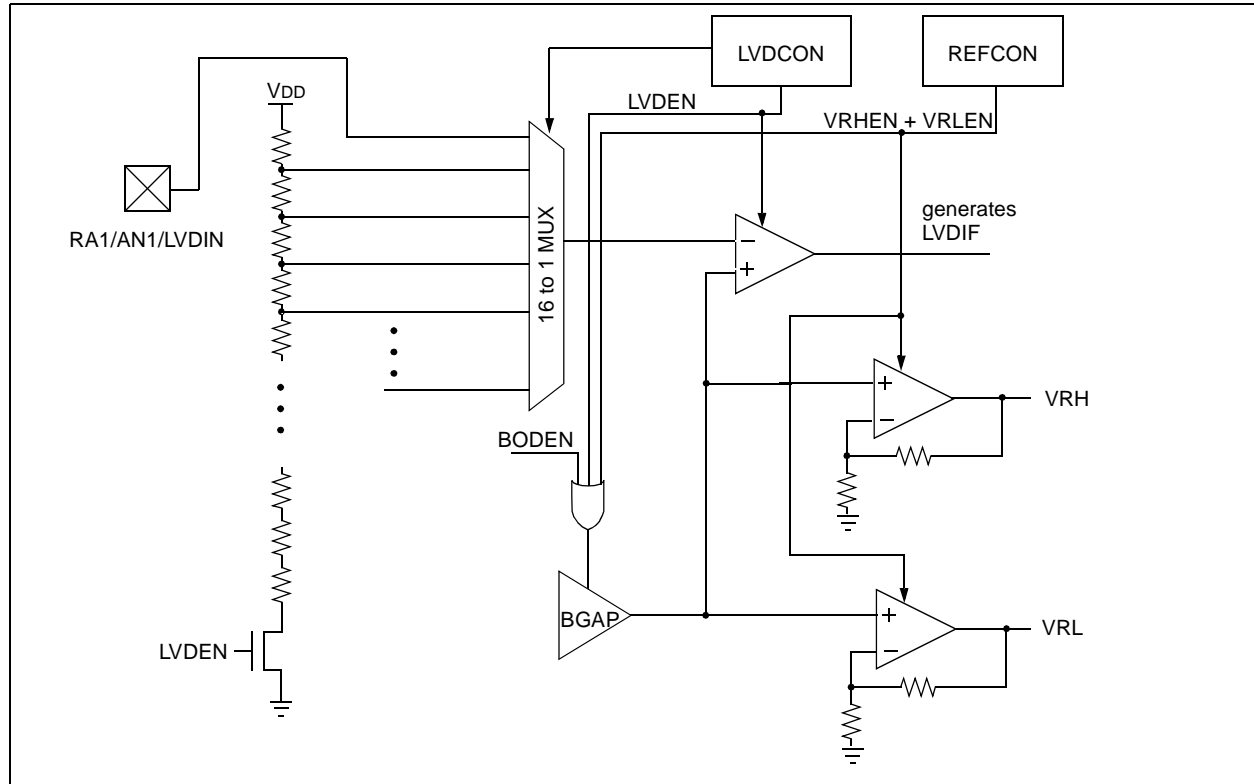 LVDCON
REFCON
VDD
LVDEN
VRHEN + VRLEN
RA1/AN1/LVDIN
16 to 1 MUX
generates
LVDIF
−
+
+
−
VRH
BODEN
BGAP
+
−
VRL
LVDEN